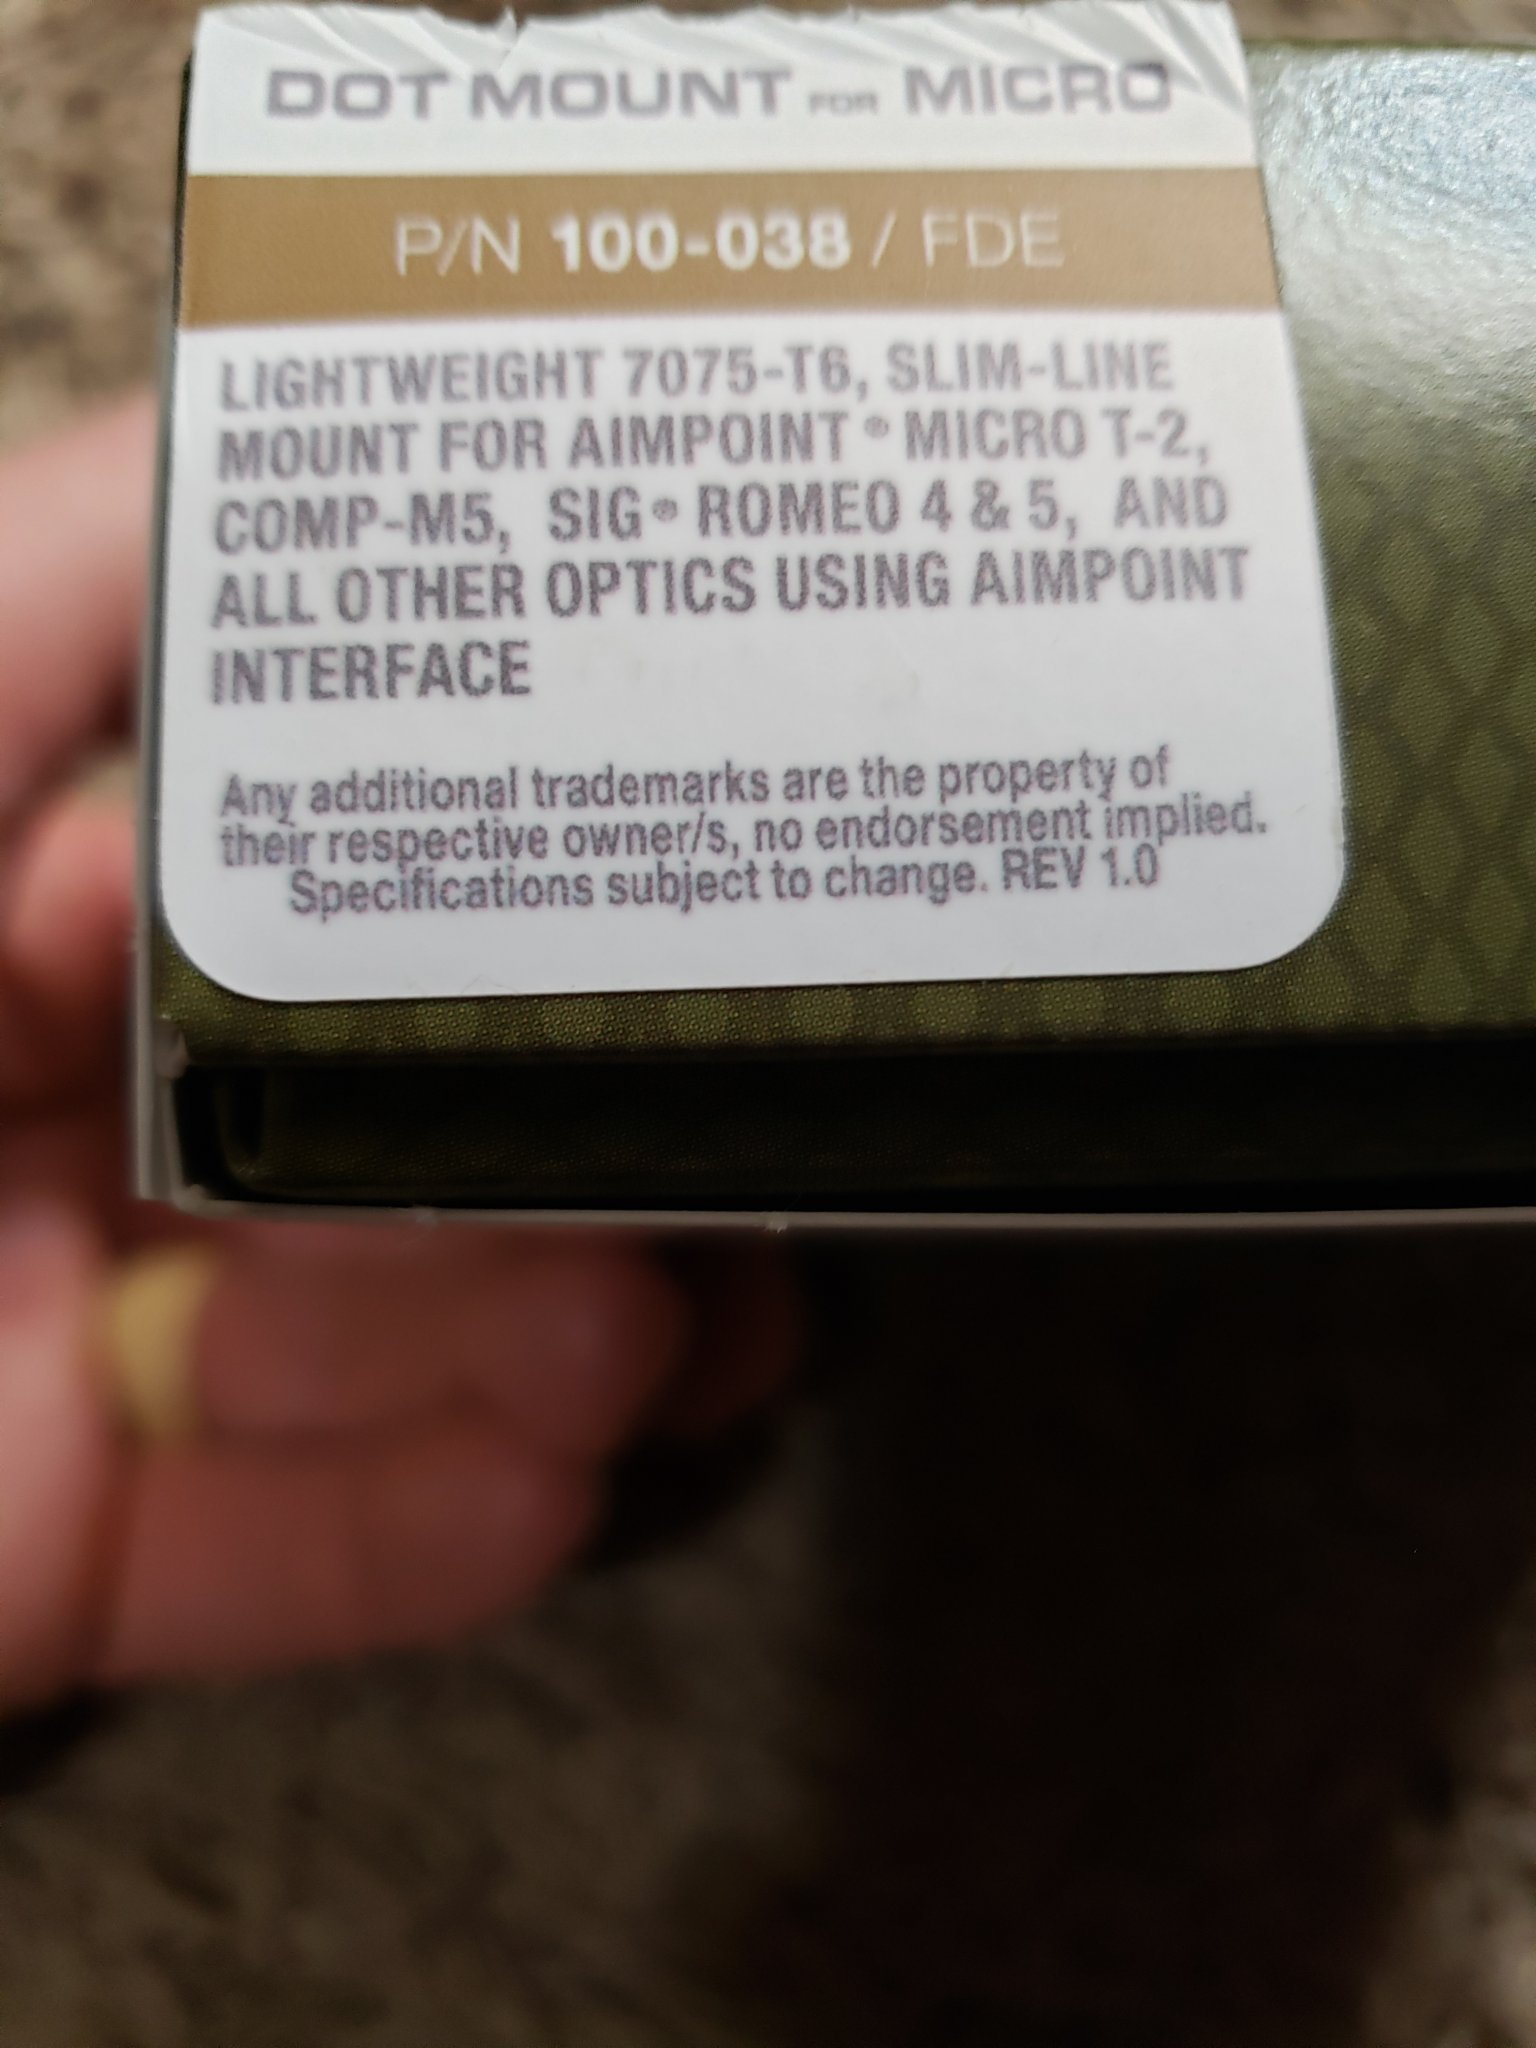 DOT MOUNT FOR MICRO
P/N 100-038 / FDE
LIGHTWEIGHT 7075-T6, SLIM-LINE
MOUNT FOR AIMPOINT ® MICRO T-2,
COMP-M5, SIG® ROMEO 4 & 5, AND
ALL OTHER OPTICS USING AIMPOINT
INTERFACE
Any additional trademarks are the property of
their respective owner/s, no endorsement implied.
Specifications subject to change. REV 1.0